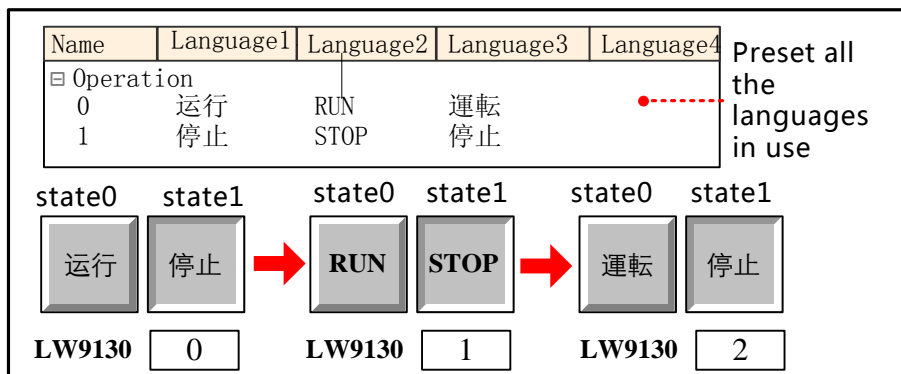 Name Language1 Language2 Language3 Language4
Operation
0 运行 RUN 運転
1 停止 STOP 停止
Preset all
the
languages
in use
state0 state1 state0 state1 state0 state1
运行 停止 RUN STOP 運転 停止
LW9130 0 LW9130 1 LW9130 2